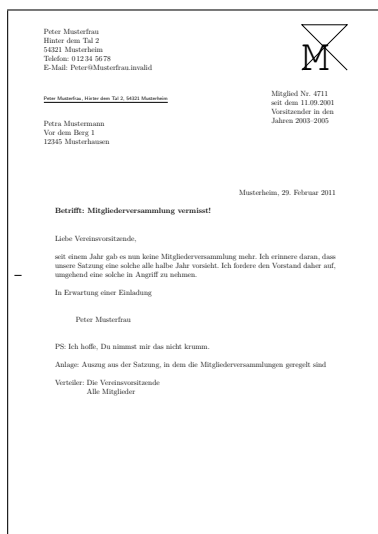 Peter Musterfrau
Hinter dem Tal 2
54321 Musterheim
Telefon: 0 12 34 56 78
E-Mail: Peter@Musterfrau.invalid
M
Peter Musterfrau, Hinter dem Tal 2, 54321 Musterheim
Mitglied Nr. 4711
seit dem 11.09.2001
Vorsitzender in den
Jahren 2003–2005
Petra Mustermann
Vor dem Berg 1
12345 Musterhausen
Musterheim, 29. Februar 2011
Betrifft: Mitgliederversammlung vermisst!
Liebe Vereinsvorsitzende,
seit einem Jahr gab es nun keine Mitgliederversammlung mehr. Ich erinnere daran, dass
unsere Satzung eine solche alle halbe Jahr vorsieht. Ich fordere den Vorstand daher auf,
umgehend eine solche in Angriff zu nehmen.
In Erwartung einer Einladung
Peter Musterfrau
PS: Ich hoffe, Du nimmst mir das nicht krumm.
Anlage: Auszug aus der Satzung, in dem die Mitgliederversammlungen geregelt sind
Verteiler: Die Vereinsvorsitzende
Alle Mitglieder